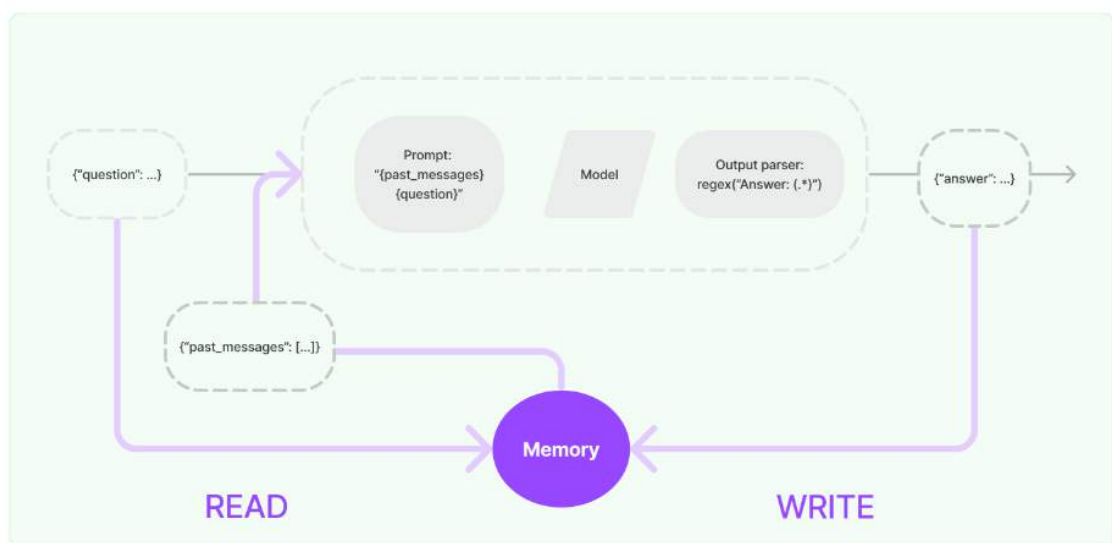 {"question": ...}
Prompt:
"{past_messages}
{question}"
Model
Output parser:
regex("Answer: (.*)")
{"answer": ...}
{"past_messages": [...]}
Memory
READ
WRITE